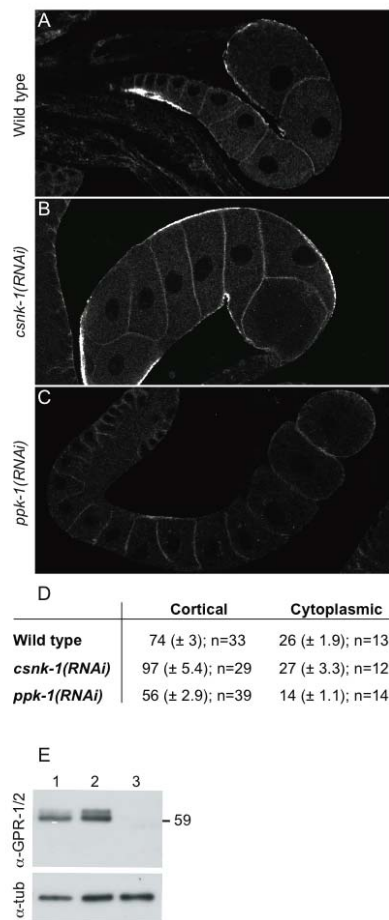 A
Wild type
B
csnk-1(RNAi)
C
ppk-1(RNAi)
D
Cortical Cytoplasmic
Wild type 74 (± 3); n=33 26 (± 1.9); n=13
csnk-1(RNAi) 97 (± 5.4); n=29 27 (± 3.3); n=12
ppk-1(RNAi) 56 (± 2.9); n=39 14 (± 1.1); n=14
E
1 2 3
α-GPR-1/2
59
α-tub